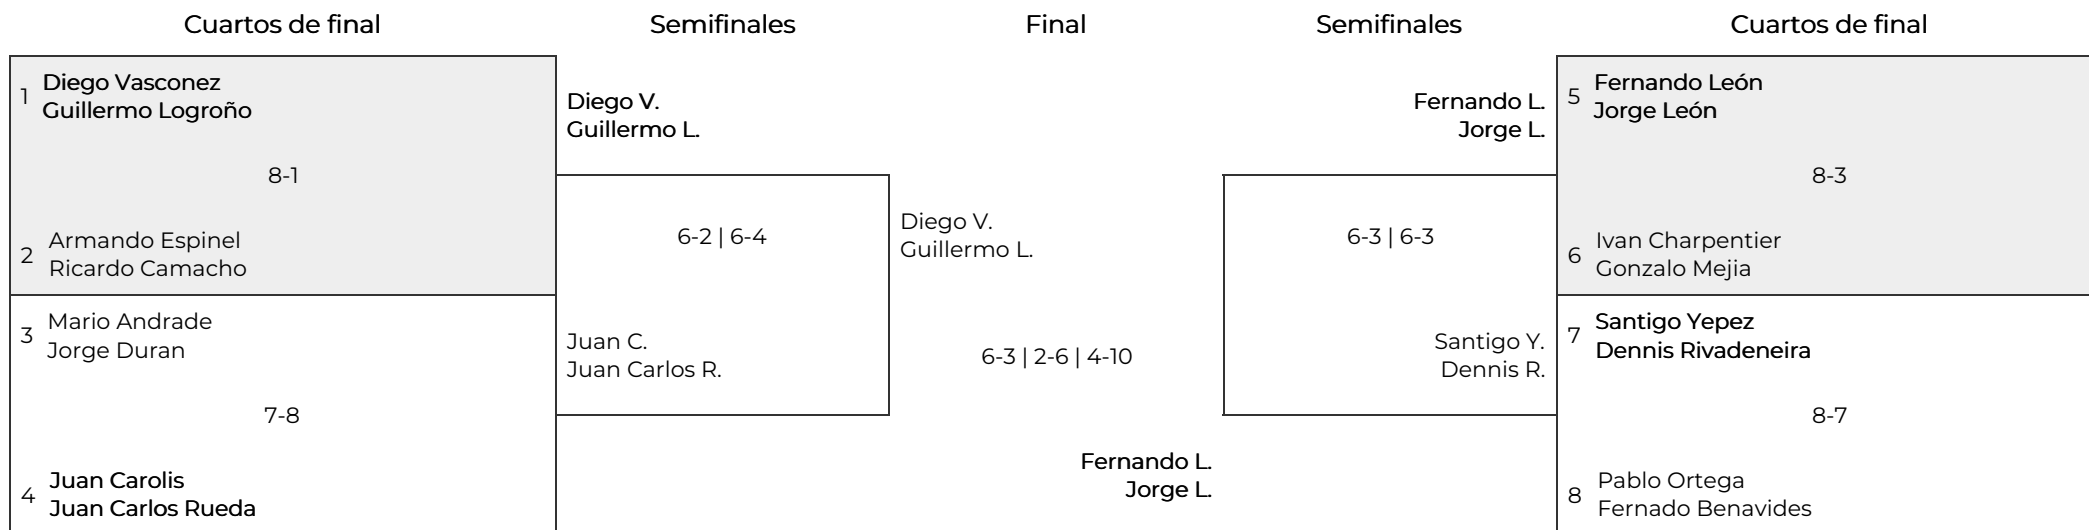 Cuartos de final
Semifinales
Final
Semifinales
Cuartos de final
1
Diego Vasconez
Guillermo Logroño
8-1
2
Armando Espinel
Ricardo Camacho
3
Mario Andrade
Jorge Duran
7-8
4
Juan Carolis
Juan Carlos Rueda
Diego V.
Guillermo L.
6-2 | 6-4
Juan C.
Juan Carlos R.
Diego V.
Guillermo L.
6-3 | 2-6 | 4-10
Fernando L.
Jorge L.
Fernando L.
Jorge L.
6-3 | 6-3
Santigo Y.
Dennis R.
5
Fernando León
Jorge León
8-3
6
Ivan Charpentier
Gonzalo Mejia
7
Santigo Yepez
Dennis Rivadeneira
8-7
8
Pablo Ortega
Fernado Benavides